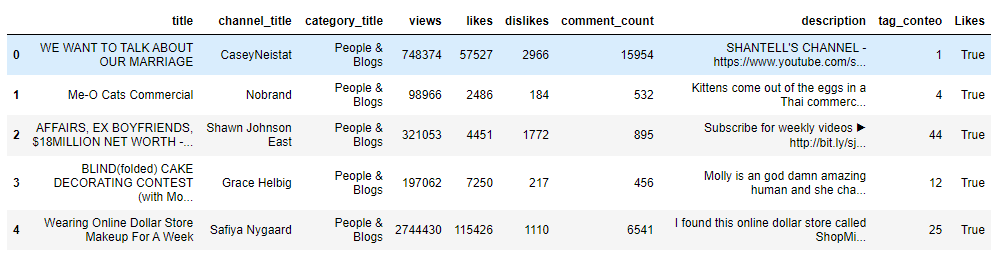 title channel_title category_title views likes dislikes comment_count description tag_conteo Likes
0 WE WANT TO TALK ABOUT OUR MARRIAGE CaseyNeistat People & Blogs 748374 57527 2966 15954 SHANTELL'S CHANNEL - https://www.youtube.com/s... 1 True
1 Me-O Cats Commercial Nobrand People & Blogs 98966 2486 184 532 Kittens come out of the eggs in a Thai commerc... 4 True
2 AFFAIRS, EX BOYFRIENDS, $18MILLION NET WORTH -... Shawn Johnson East People & Blogs 321053 4451 1772 895 Subscribe for weekly videos ▶ http://bit.ly/sj... 44 True
3 BLIND(folded) CAKE DECORATING CONTEST (with Mo... Grace Helbig People & Blogs 197062 7250 217 456 Molly is an god damn amazing human and she cha... 12 True
4 Wearing Online Dollar Store Makeup For A Week Safiya Nygaard People & Blogs 2744430 115426 1110 6541 I found this online dollar store called ShopMi... 25 True